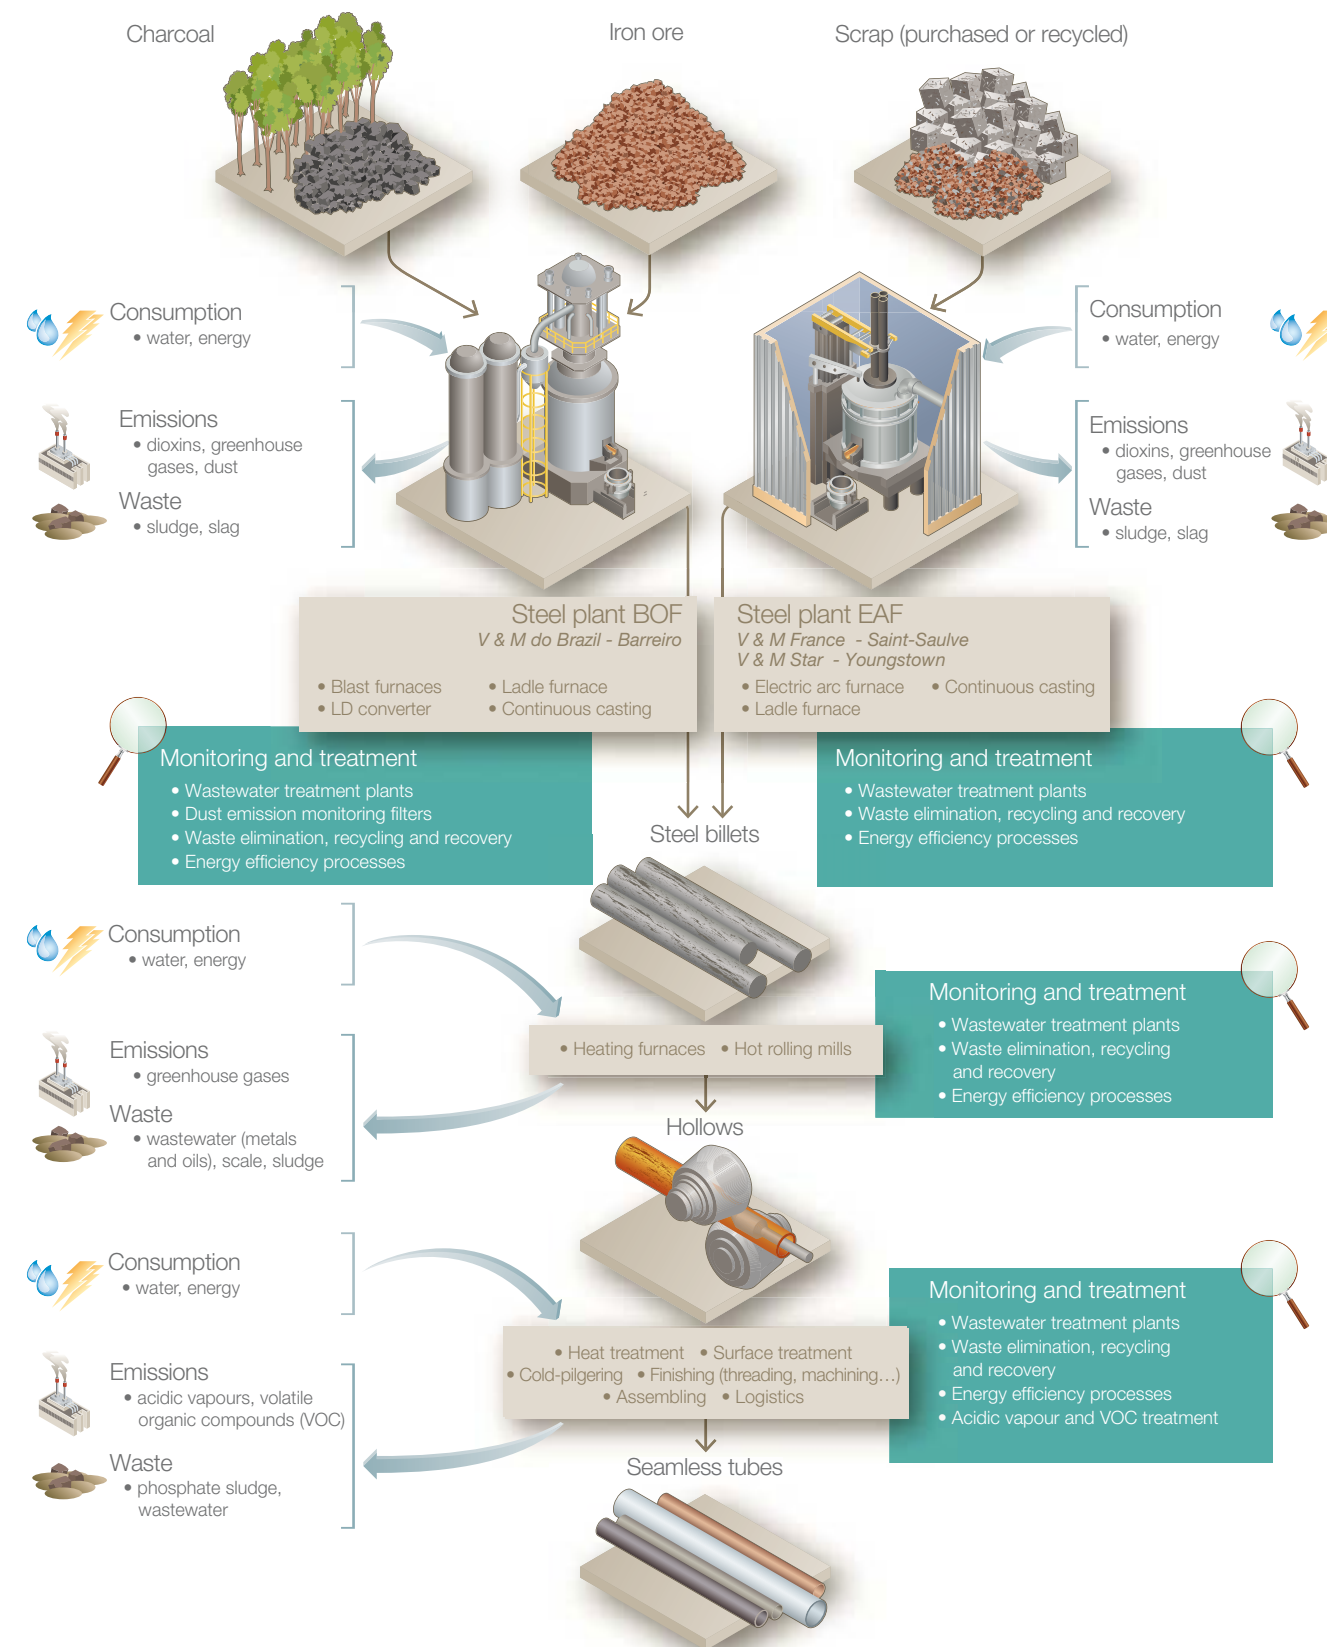 Charcoal
Iron ore
Scrap (purchased or recycled)
Consumption
• water, energy
Emissions
• dioxins, greenhouse
gases, dust
Waste
• sludge, slag
Consumption
• water, energy
Emissions
• dioxins, greenhouse
gases, dust
Waste
• sludge, slag
Steel plant BOF
V & M do Brazil - Barreiro
• Blast furnaces
• LD converter
• Ladle furnace
• Continuous casting
Steel plant EAF
V & M France - Saint-Saulve
V & M Star - Youngstown
• Electric arc furnace
• Ladle furnace
• Continuous casting
Monitoring and treatment
• Wastewater treatment plants
• Dust emission monitoring filters
• Waste elimination, recycling and recovery
• Energy efficiency processes
Monitoring and treatment
• Wastewater treatment plants
• Waste elimination, recycling and recovery
• Energy efficiency processes
Steel billets
Consumption
• water, energy
Emissions
• greenhouse gases
Waste
• wastewater (metals
and oils), scale, sludge
• Heating furnaces • Hot rolling mills
Monitoring and treatment
• Wastewater treatment plants
• Waste elimination, recycling
and recovery
• Energy efficiency processes
Hollows
Consumption
• water, energy
Emissions
• acidic vapours, volatile
organic compounds (VOC)
Waste
• phosphate sludge,
wastewater
• Heat treatment • Surface treatment
• Cold-pilgering • Finishing (threading, machining…)
• Assembling • Logistics
Monitoring and treatment
• Wastewater treatment plants
• Waste elimination, recycling
and recovery
• Energy efficiency processes
• Acidic vapour and VOC treatment
Seamless tubes